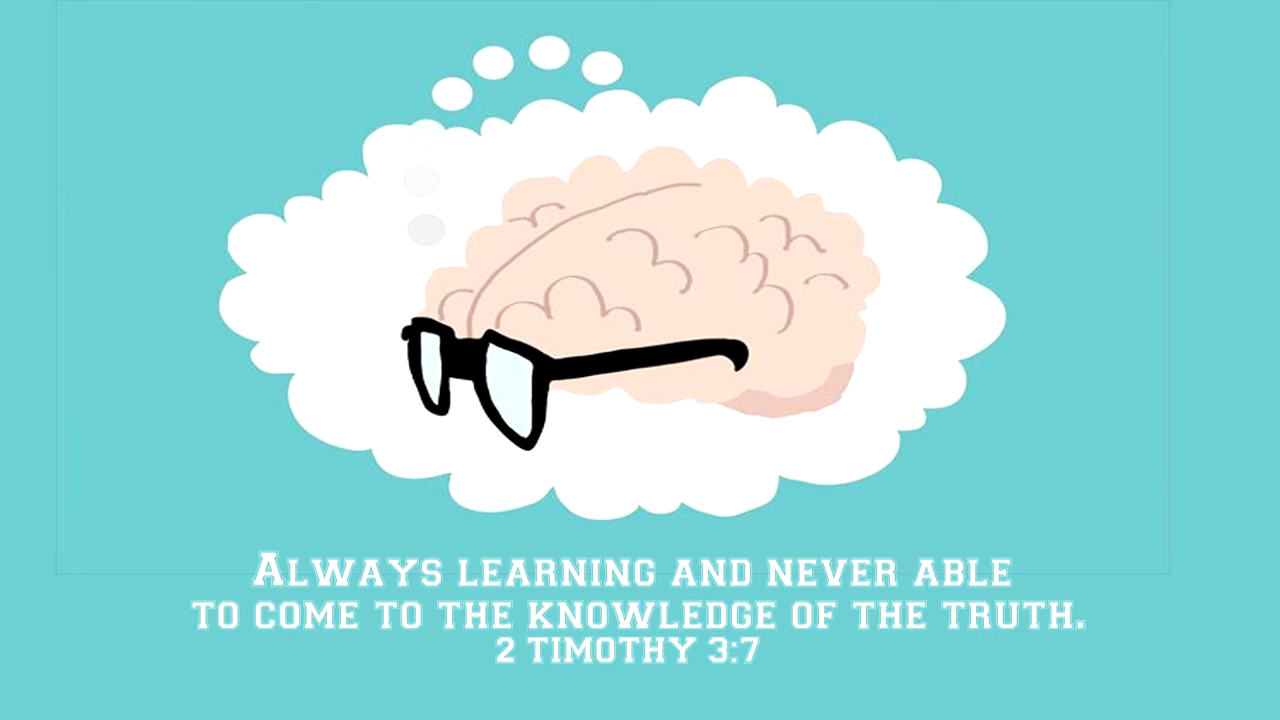 Always learning and never able
to come to the knowledge of the truth.
2 Timothy 3:7